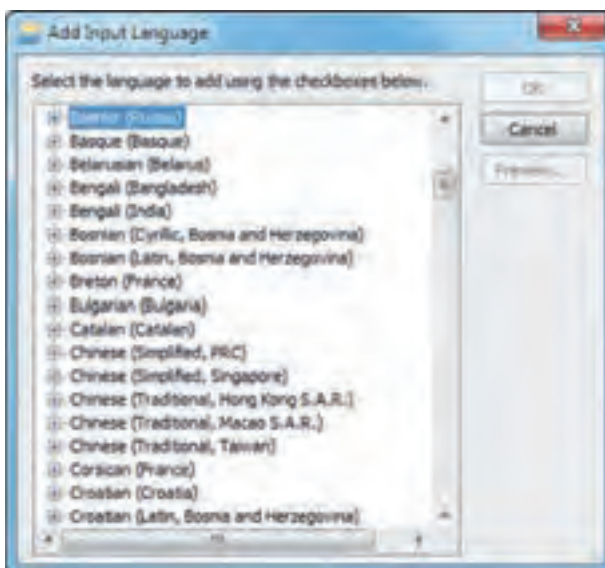 Add Input Language
Select the language to add using the checkboxes below.
OK
Cancel
Preview...
Bashkir (Russia)
Basque (Basque)
Belarusian (Belarus)
Bengali (Bangladesh)
Bengali (India)
Bosnian (Cyrillic, Bosnia and Herzegovina)
Bosnian (Latin, Bosnia and Herzegovina)
Breton (France)
Bulgarian (Bulgaria)
Catalan (Catalan)
Chinese (Simplified, PRC)
Chinese (Simplified, Singapore)
Chinese (Traditional, Hong Kong S.A.R.)
Chinese (Traditional, Macao S.A.R.)
Chinese (Traditional, Taiwan)
Corsican (France)
Croatian (Croatia)
Croatian (Latin, Bosnia and Herzegovina)